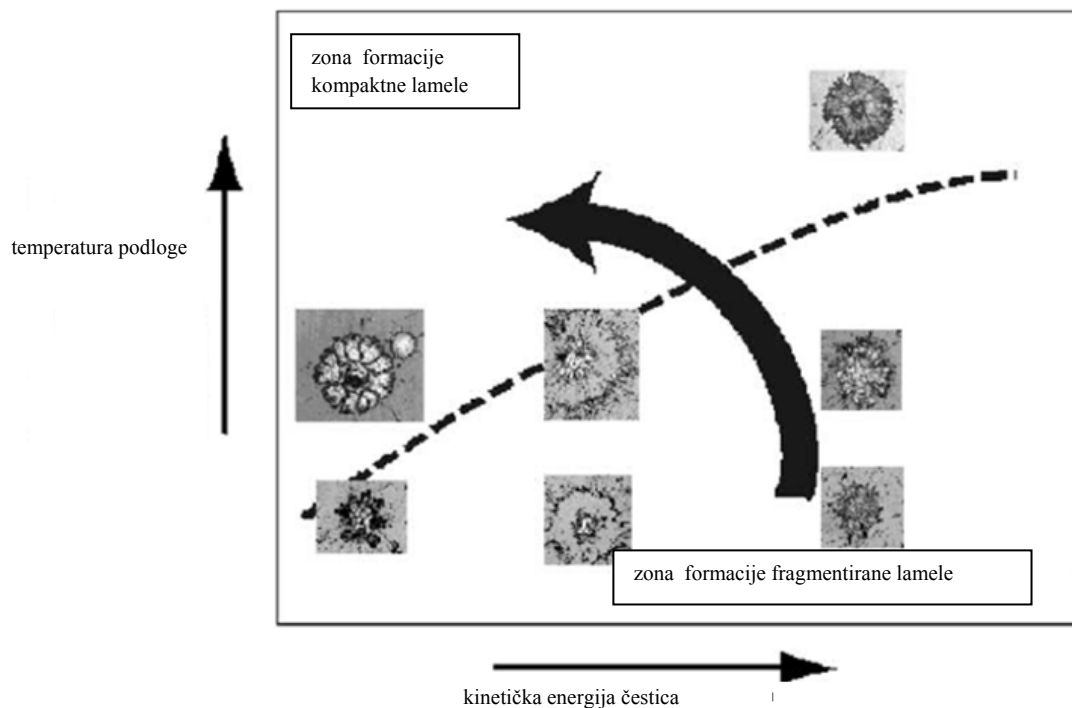 zona formacije
kompaktne lamele
temperatura podloge
zona formacije fragmentirane lamele
kinetička energija čestica